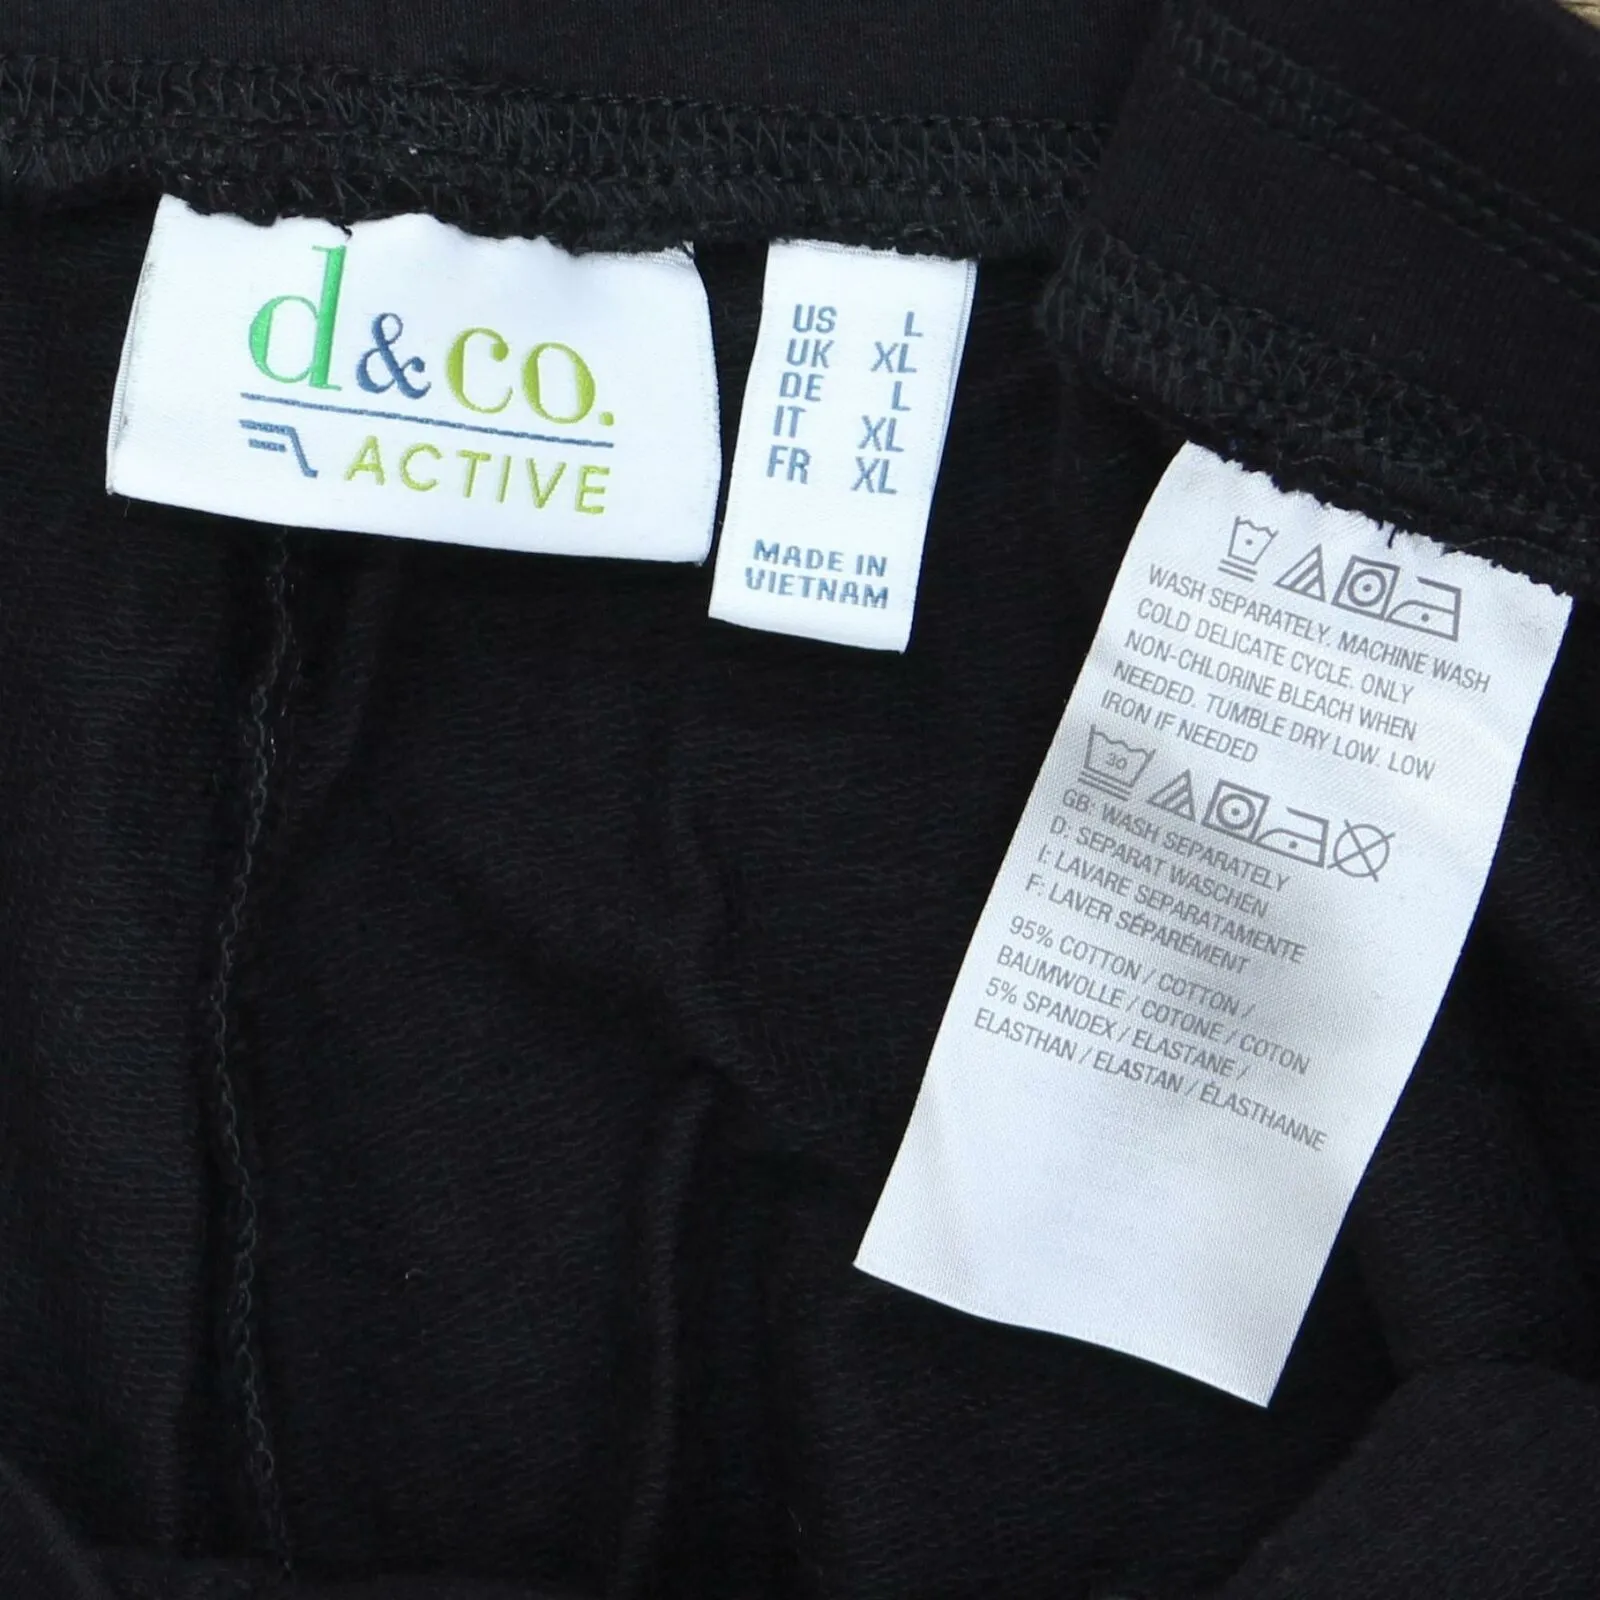 d&co.
ACTIVE
US L
UK XL
DE L
IT XL
FR XL
MADE IN
VIETNAM
WASH SEPARATELY. MACHINE WASH
COLD DELICATE CYCLE. ONLY
NON-CHLORINE BLEACH WHEN
NEEDED. TUMBLE DRY LOW. LOW
IRON IF NEEDED
30
GB: WASH SEPARATELY
D: SEPARAT WASCHEN
I: LAVARE SEPARATAMENTE
F: LAVER SÉPARÉMENT
95% COTTON / COTTON /
BAUMWOLLE / COTONE / COTON
5% SPANDEX / ELASTANE /
ELASTHAN / ELASTAN / ÉLASTHANNE